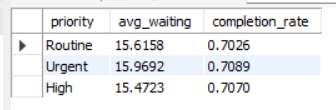 priority avg_waiting completion_rate
Routine 15.6158 0.7026
Urgent 15.9692 0.7089
High 15.4723 0.7070